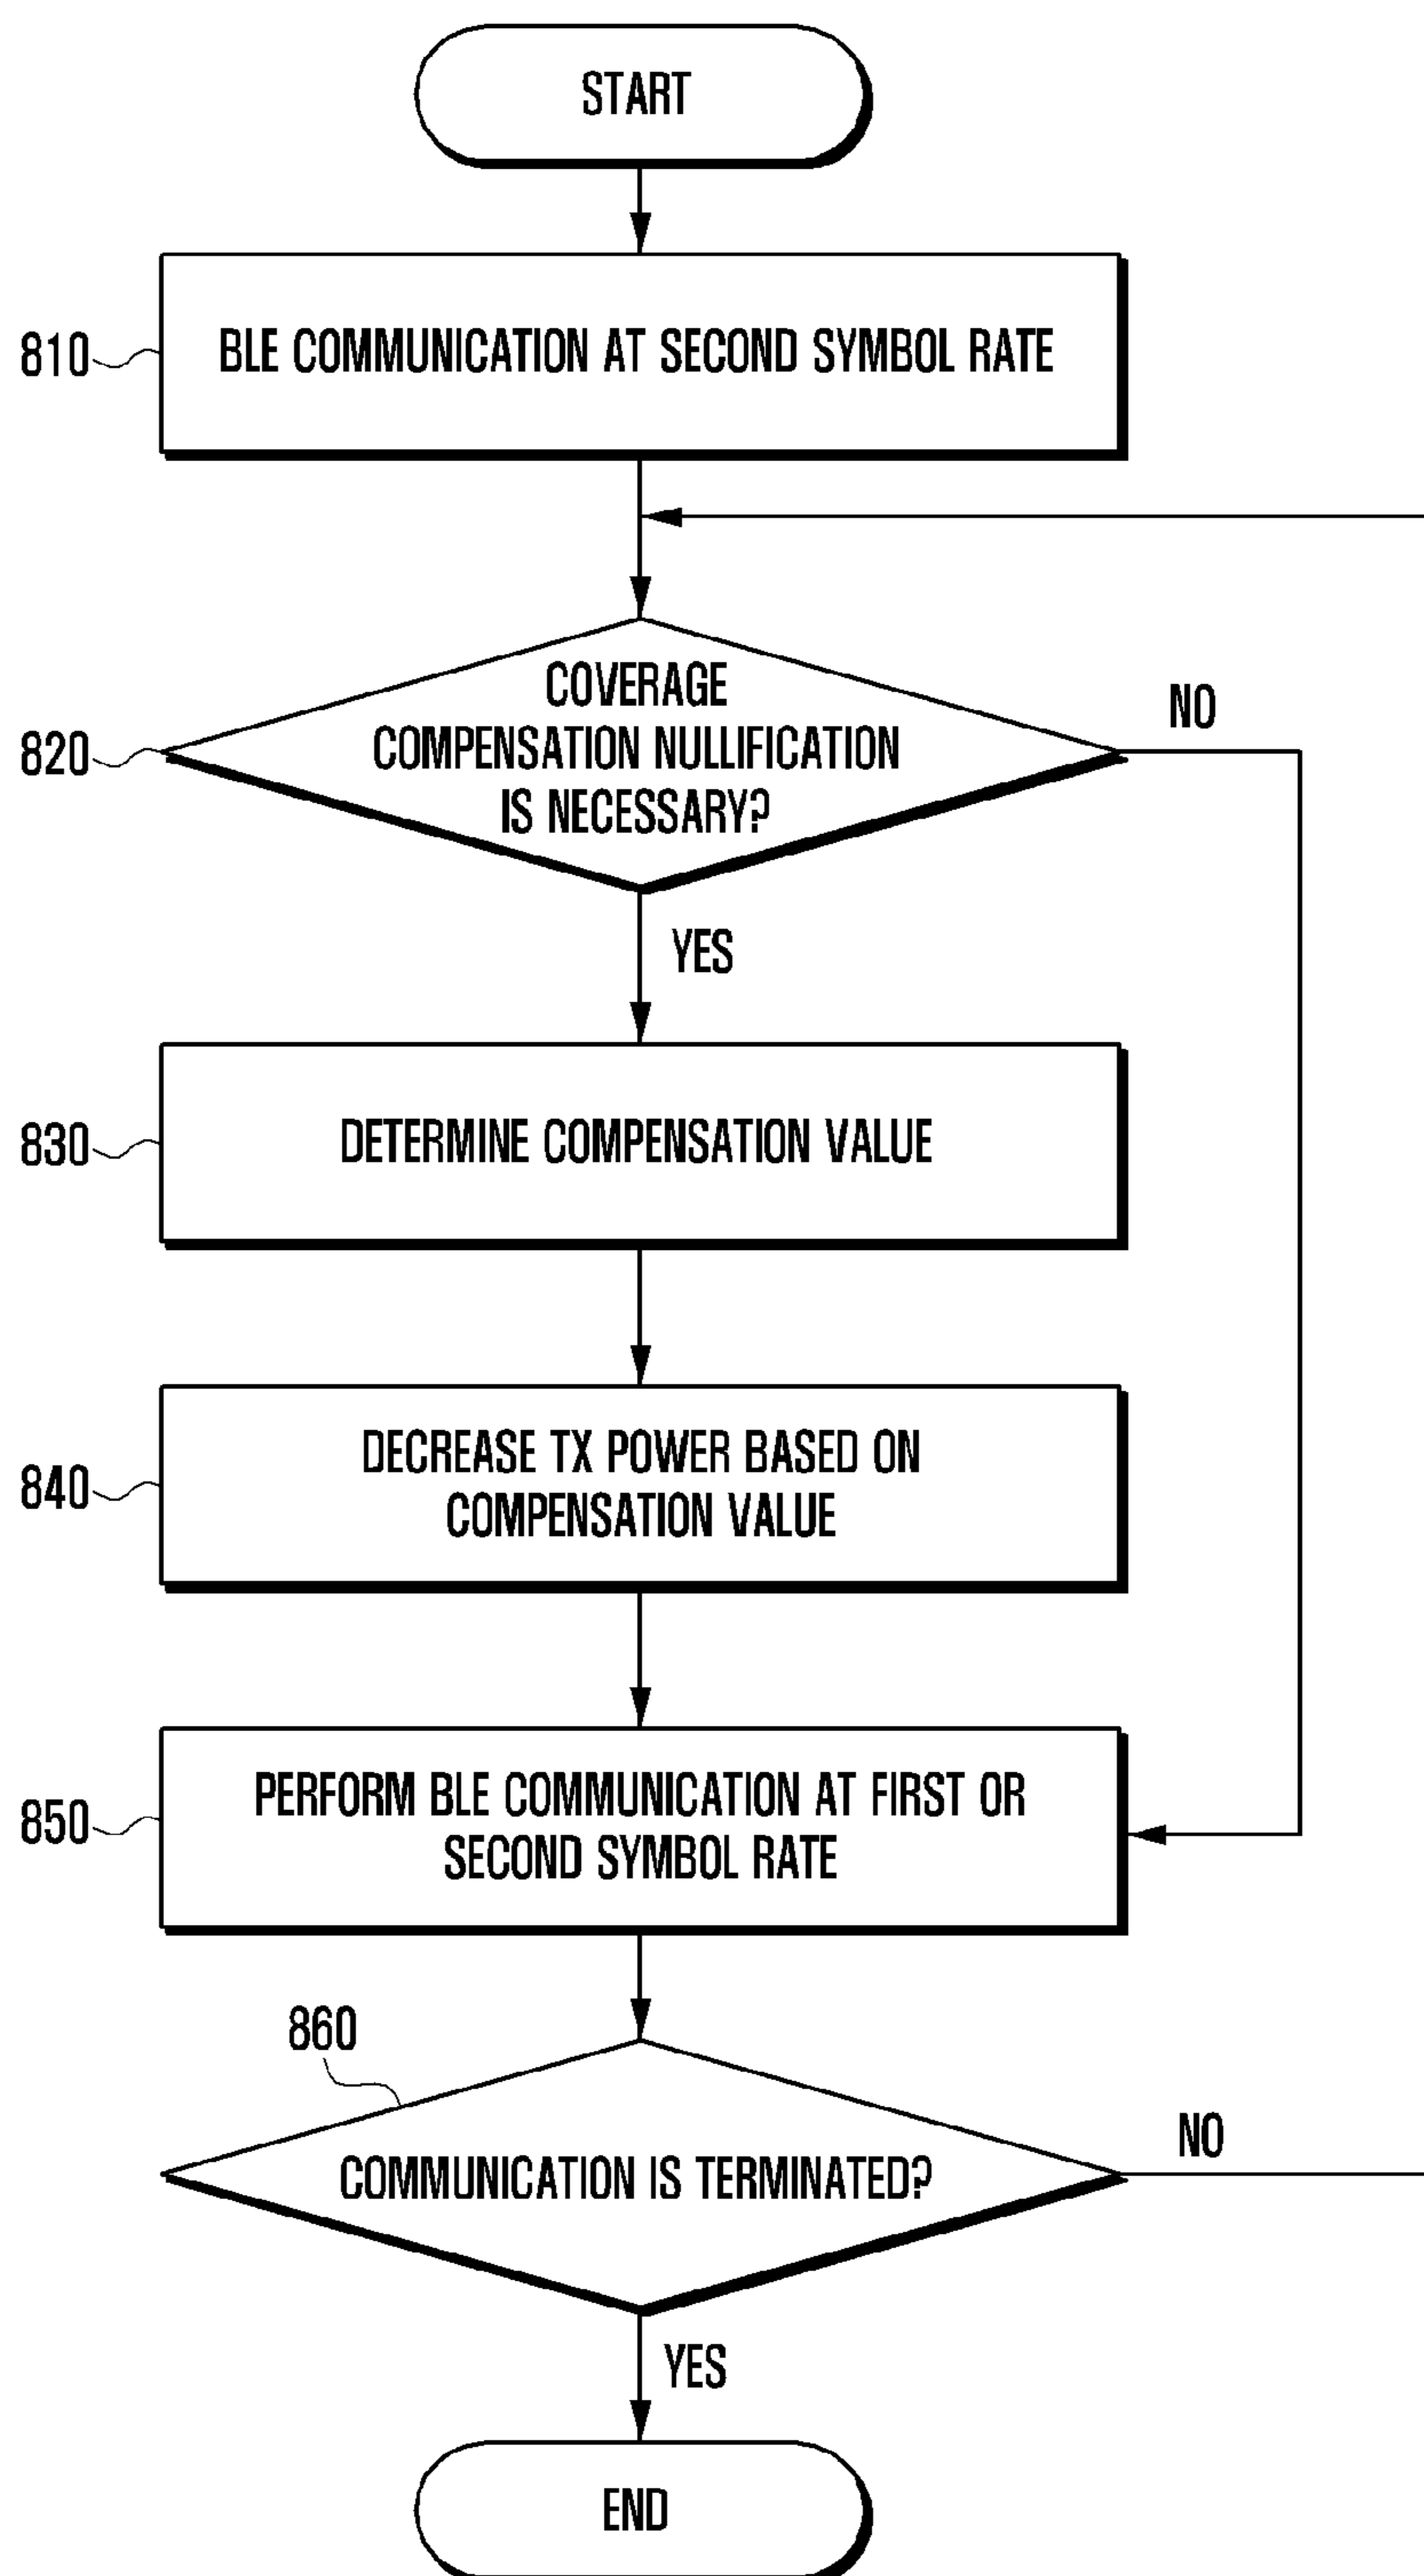 START
810
BLE COMMUNICATION AT SECOND SYMBOL RATE
820
COVERAGE
COMPENSATION NULLIFICATION
IS NECESSARY?
NO
YES
830
DETERMINE COMPENSATION VALUE
840
DECREASE TX POWER BASED ON
COMPENSATION VALUE
850
PERFORM BLE COMMUNICATION AT FIRST OR
SECOND SYMBOL RATE
860
COMMUNICATION IS TERMINATED?
NO
YES
END